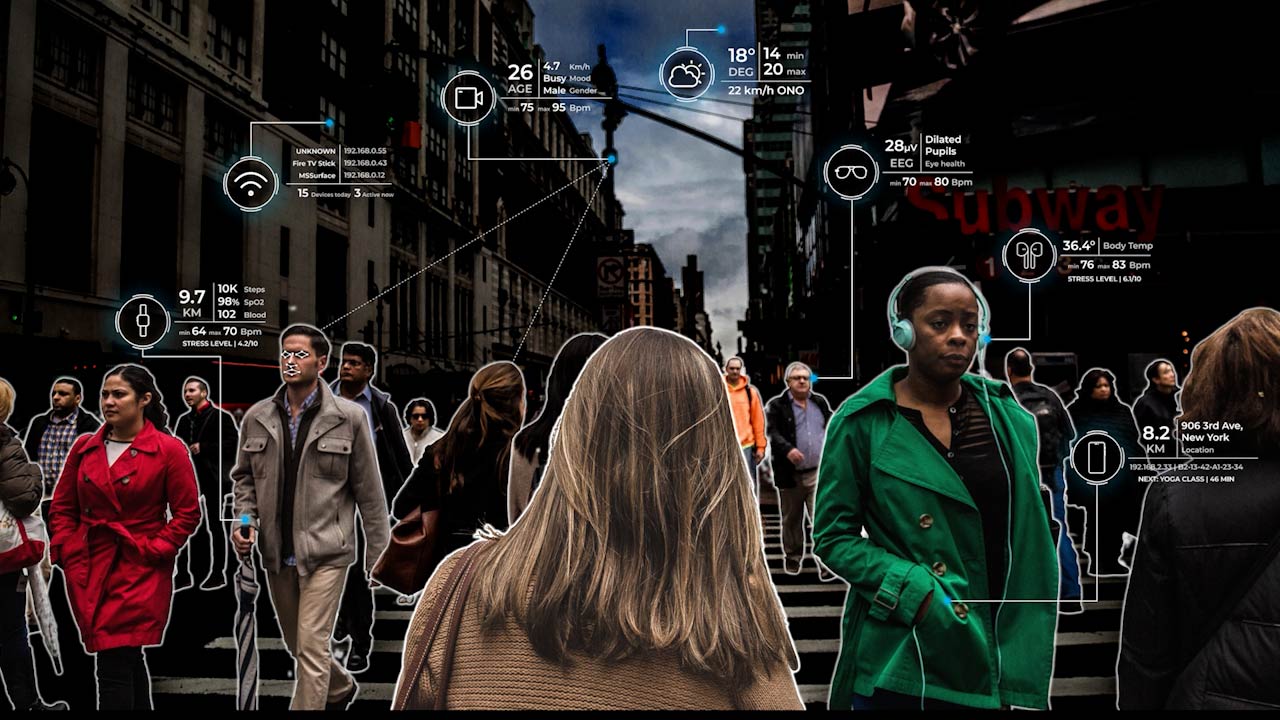 18° 14 min
DEG 20 max
22 km/h ONO
26 4.7 Km/h
AGE Busy Mood
Male Gender
min 75 max 95 Bpm
UNKNOWN 192.168.0.55
Fire TV Stick 192.168.0.43
MSSurface 192.168.0.12
15 Devices today 3 Active now
28µV Dilated
EEG Pupils
Eye health
min 70 max 80 Bpm
Subway
36.4° Body Temp
min 76 max 83 Bpm
STRESS LEVEL | 6.1/10
9.7 10K Steps
KM 98% SpO2
102 Blood
min 64 max 70 Bpm
STRESS LEVEL | 4.2/10
8.2 906 3rd Ave,
KM New York
Location
192.168.2.33 | B2-13-42-A1-23-34
NEXT: YOGA CLASS | 46 MIN